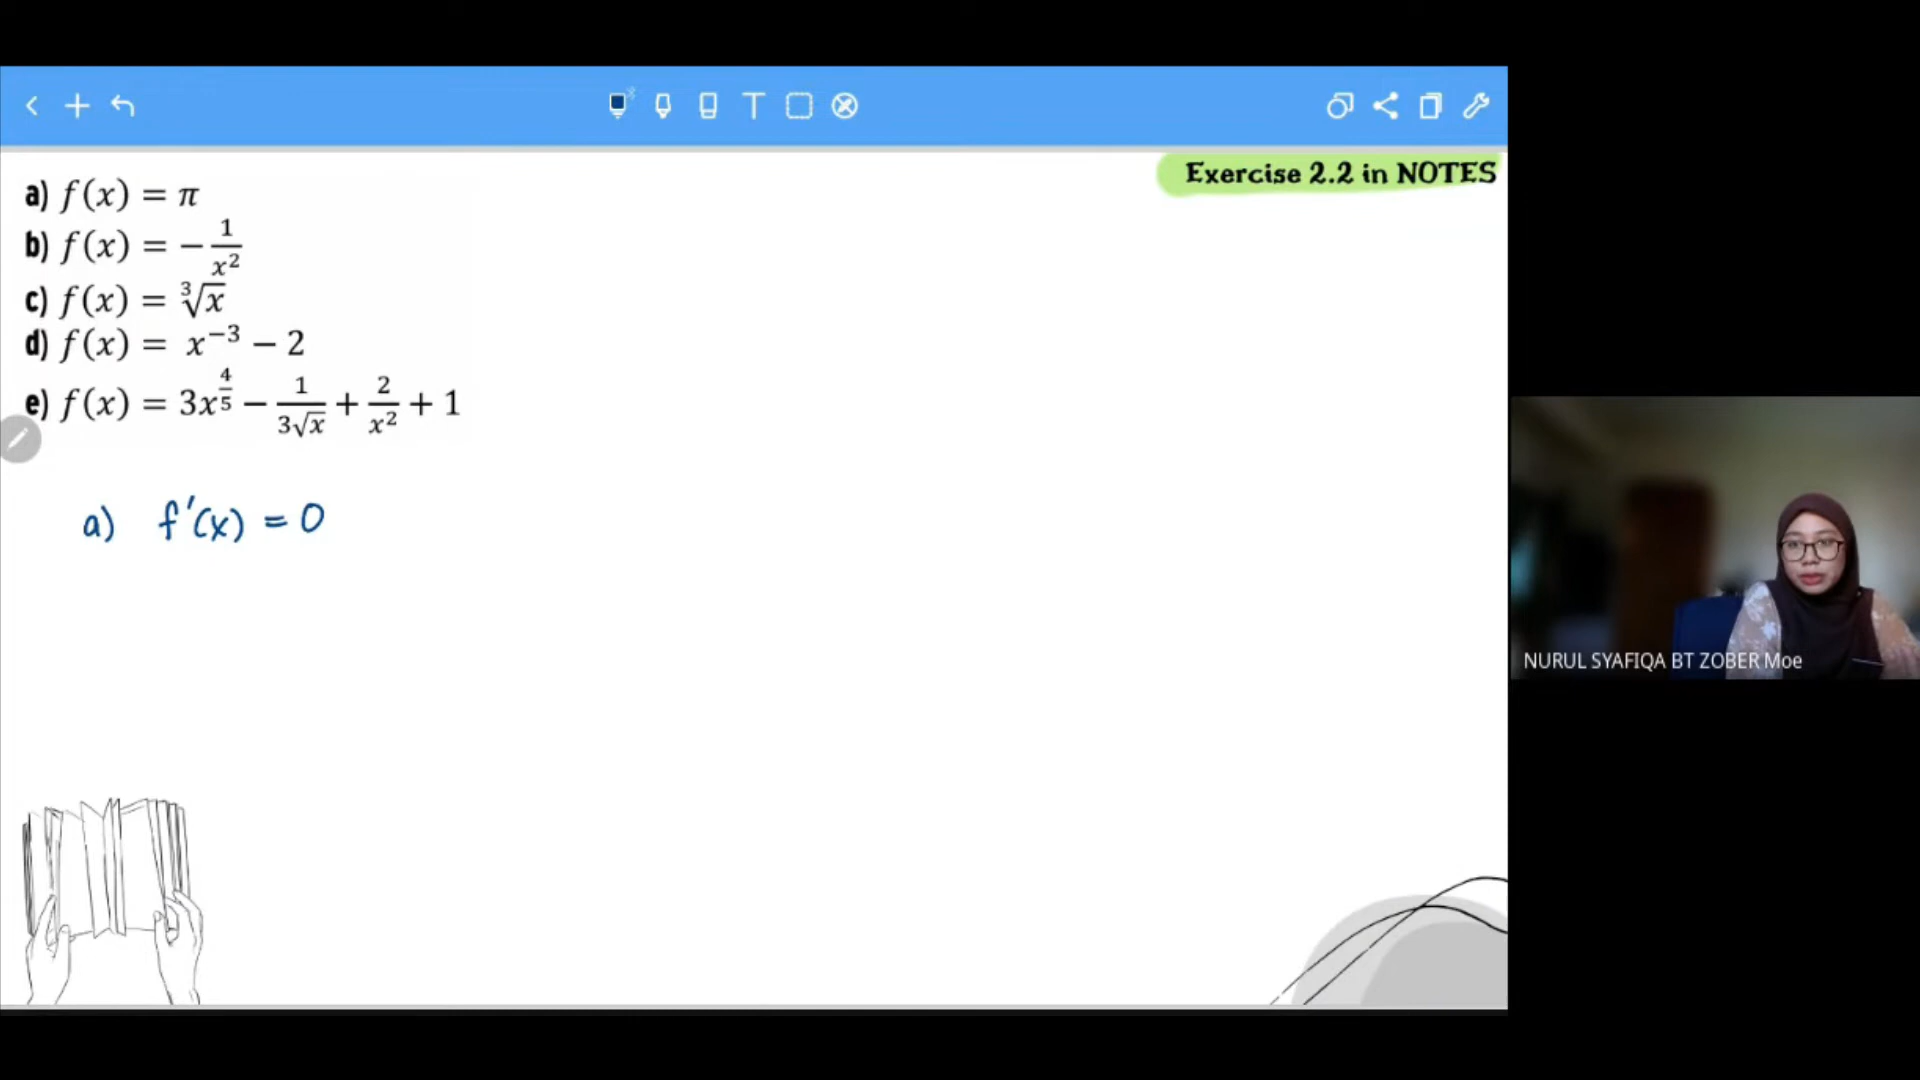 Exercise 2.2 in NOTES
a) f(x) = π
b) f(x) = −1/x²
c) f(x) = ∛x
d) f(x) = x⁻³ − 2
e) f(x) = 3x^(4/5) − 1/(3√x) + 2/x² + 1
a) f'(x) = 0
NURUL SYAFIQA BT ZOBER Moe